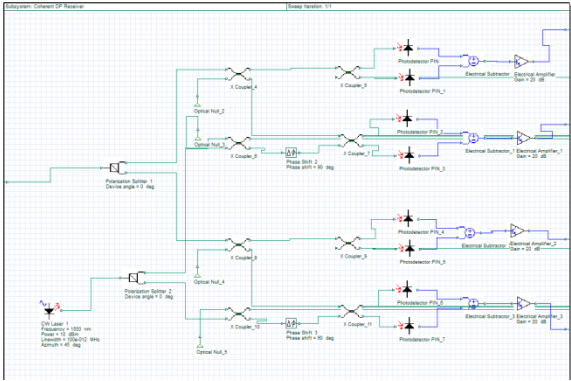 Subsystem: Coherent DP Receiver
Sweep Iteration: 1/1
Photodetector PIN
Electrical Subtractor
Electrical Amplifier
Gain = 20 dB
X Coupler_4
Photodetector PIN_1
Optical Null_2
Photodetector PIN_2
Optical Null_3
X Coupler_5
Phase Shift 2
Phase shift = 90 deg
X Coupler_7
Photodetector PIN_3
Electrical Subtractor_1
Electrical Amplifier_1
Gain = 20 dB
Polarization Splitter 1
Device angle = 0 deg
Photodetector PIN_4
Electrical Subtractor
Electrical Amplifier_2
Gain = 20 dB
X Coupler_9
Photodetector PIN_5
Optical Null_4
Polarization Splitter 2
Device angle = 0 deg
Photodetector PIN_6
X Coupler_10
Phase Shift 3
Phase shift = 90 deg
X Coupler_11
Photodetector PIN_7
Electrical Subtractor_3
Electrical Amplifier_3
Gain = 20 dB
CW Laser 1
Power = 10 dBm
Linewidth = 100e-012 MHz
Azimuth = 45 deg
Optical Null_5